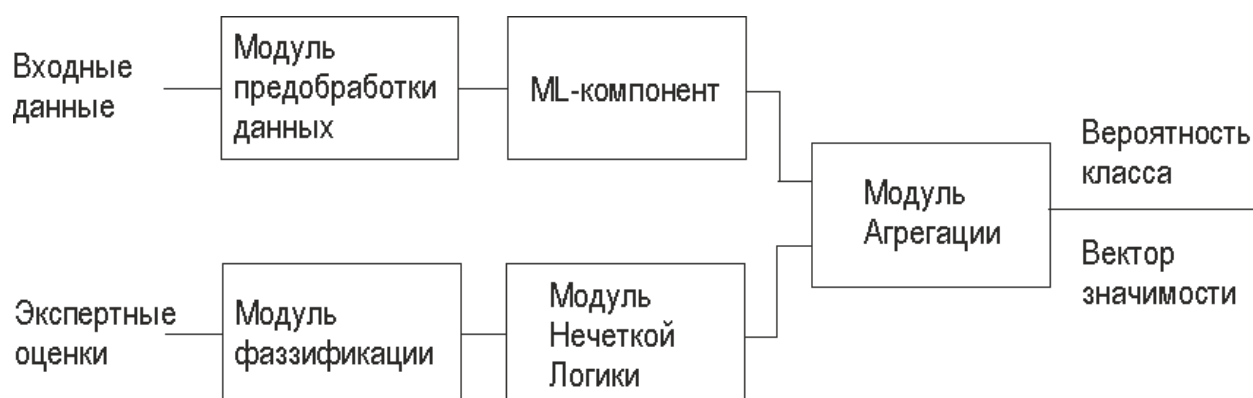 Входные
данные
Модуль
предобработки
данных
ML-компонент
Экспертные
оценки
Модуль
фаззификации
Модуль
Нечеткой
Логики
Модуль
Агрегации
Вероятность
класса
Вектор
значимости